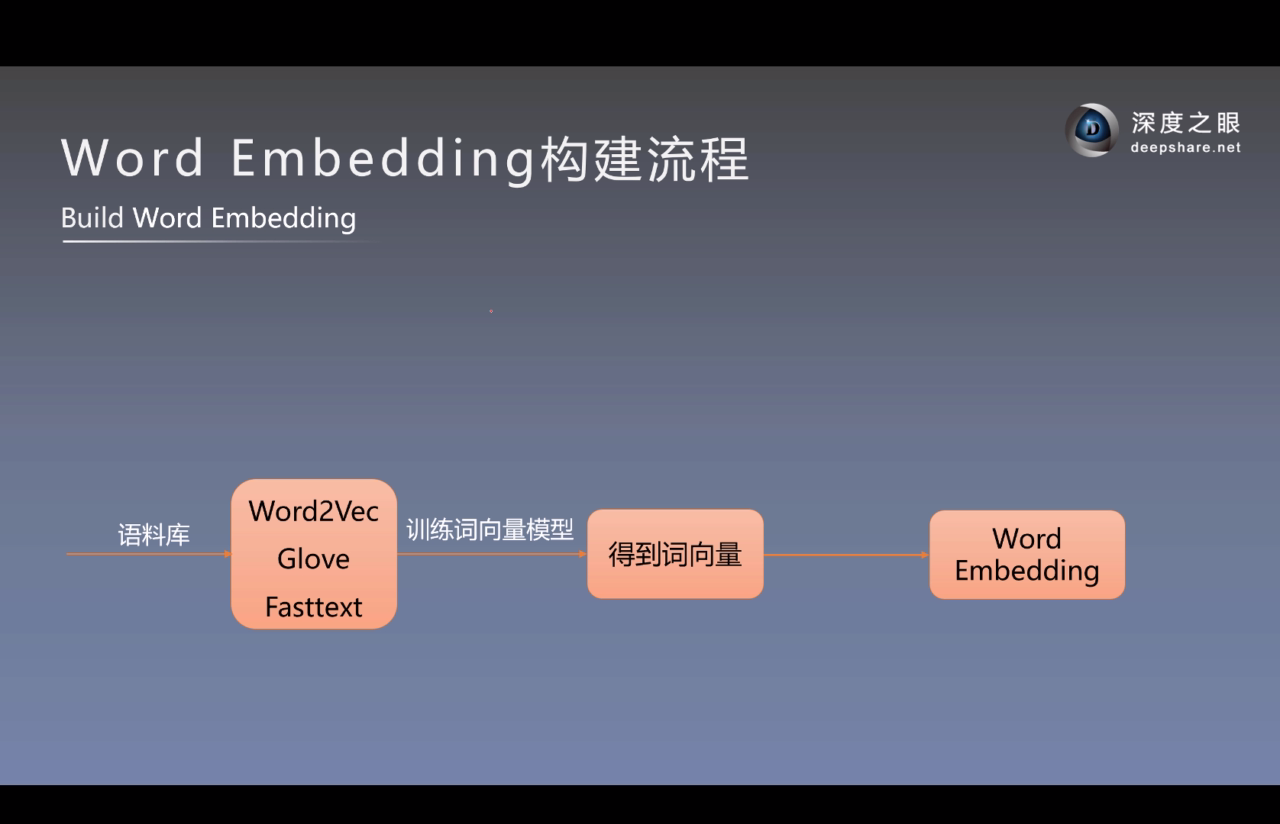 深度之眼
deepshare.net
Word Embedding构建流程
Build Word Embedding
语料库
Word2Vec
Glove
Fasttext
训练词向量模型
得到词向量
Word
Embedding